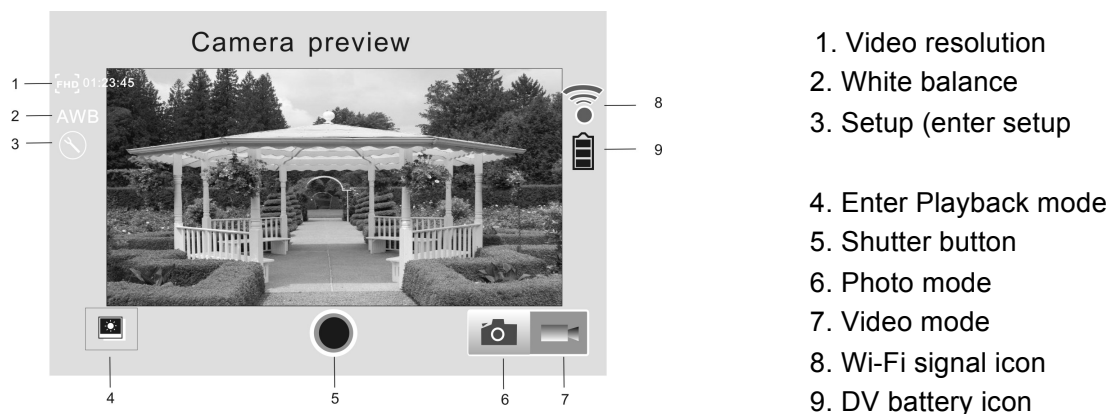 Camera preview
1
FHD 01:23:45
2
AWB
3
8
9
4
5
6
7
1. Video resolution
2. White balance
3. Setup (enter setup
4. Enter Playback mode
5. Shutter button
6. Photo mode
7. Video mode
8. Wi-Fi signal icon
9. DV battery icon